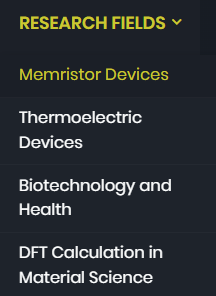 RESEARCH FIELDS
Memristor Devices
Thermoelectric
Devices
Biotechnology and
Health
DFT Calculation in
Material Science